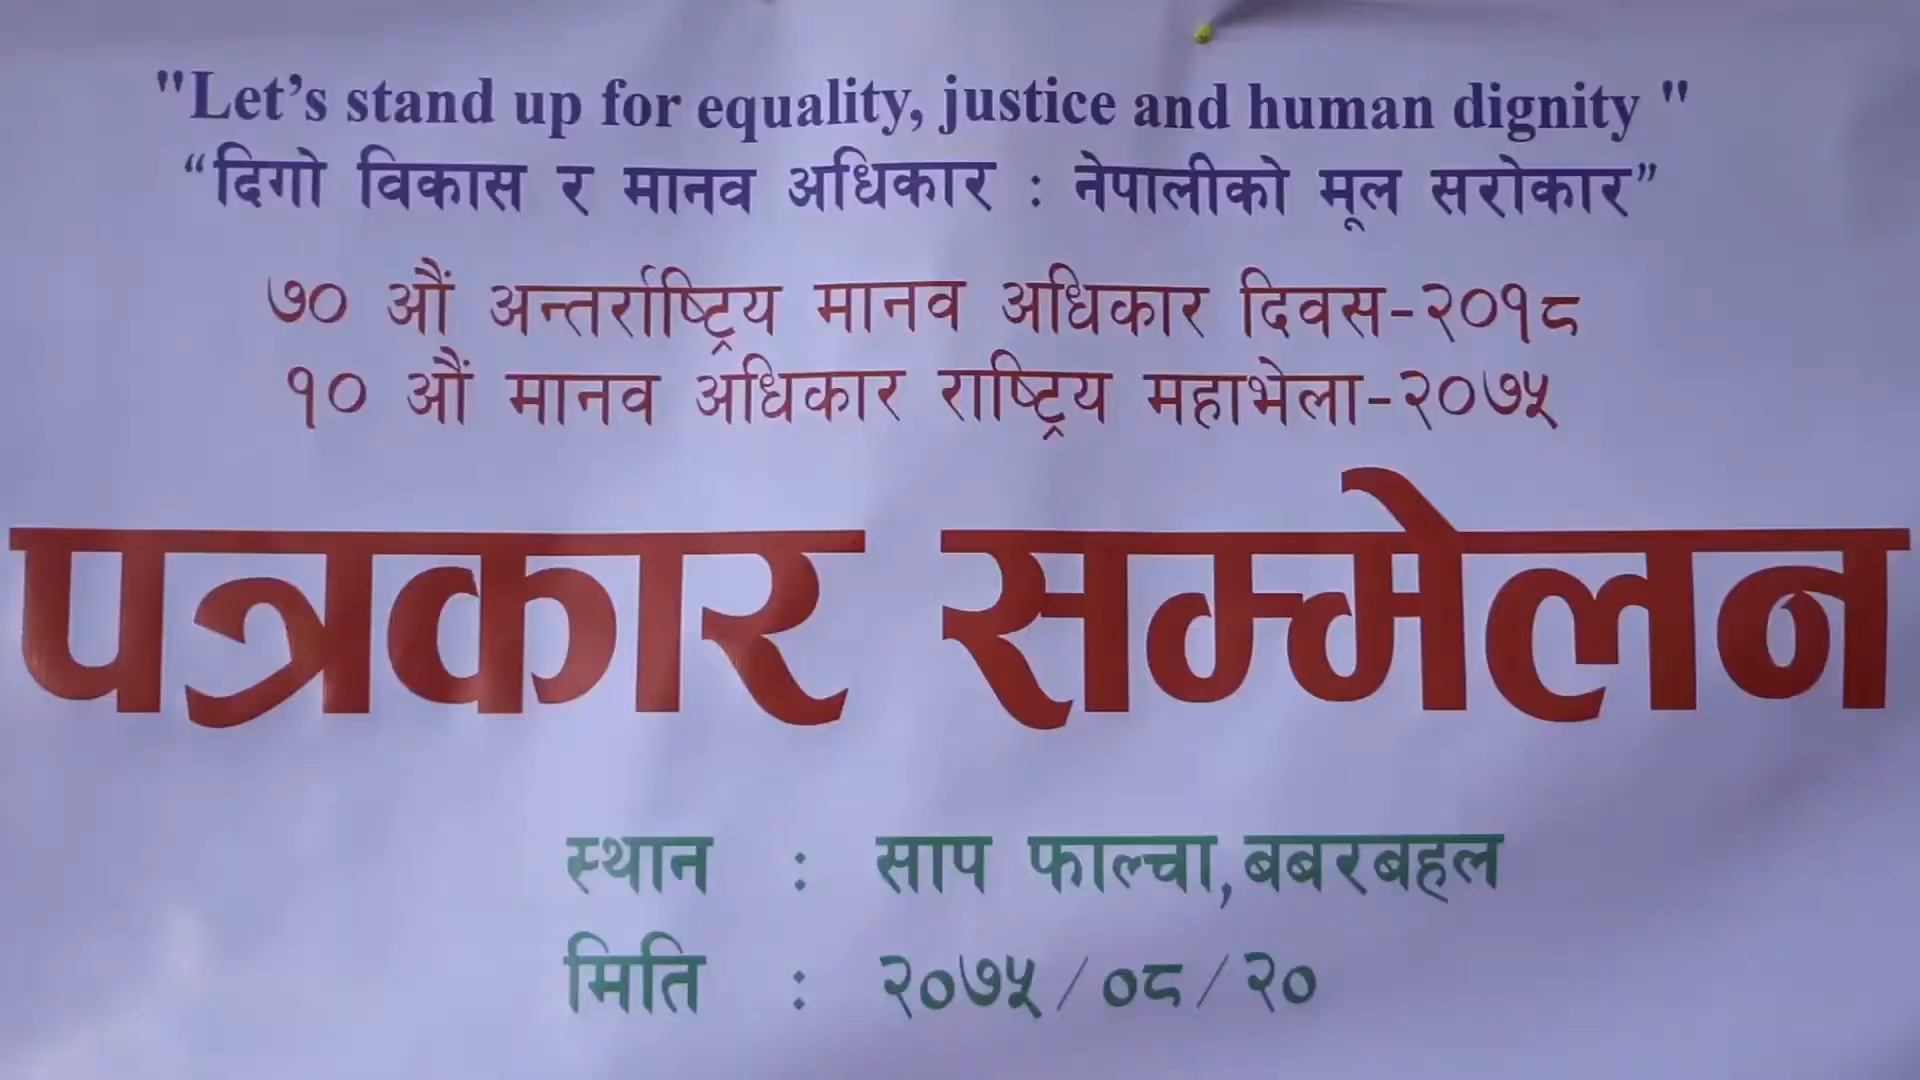 "Let’s stand up for equality, justice and human dignity "
“दिगो विकास र मानव अधिकार : नेपालीको मूल सरोकार”
७० औं अन्तर्राष्ट्रिय मानव अधिकार दिवस-२०१८
१० औं मानव अधिकार राष्ट्रिय महाभेला-२०७५
पत्रकार सम्मेलन
स्थान : साप फाल्चा,बबरबहल
मिति : २०७५/०८/२०